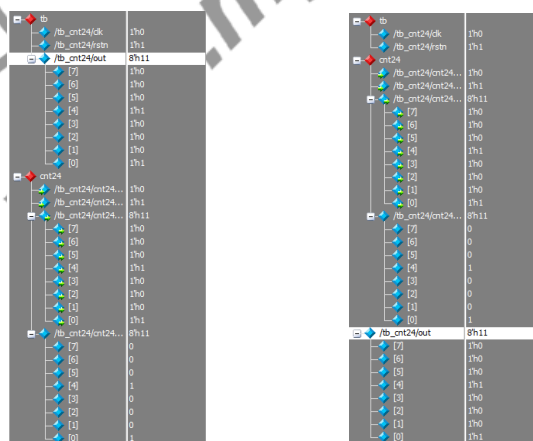 tb
/tb_cnt24/clk 1'h0
/tb_cnt24/rstn 1'h1
/tb_cnt24/out 8'h11
[7] 1'h0
[6] 1'h0
[5] 1'h0
[4] 1'h1
[3] 1'h0
[2] 1'h0
[1] 1'h0
[0] 1'h1
cnt24
/tb_cnt24/cnt24... 1'h0
/tb_cnt24/cnt24... 1'h1
/tb_cnt24/cnt24... 8'h11
[7] 1'h0
[6] 1'h0
[5] 1'h0
[4] 1'h1
[3] 1'h0
[2] 1'h0
[1] 1'h0
[0] 1'h1
/tb_cnt24/cnt24... 8'h11
[7] 0
[6] 0
[5] 0
[4] 1
[3] 0
[2] 0
[1] 0
[0] 1
tb
/tb_cnt24/clk 1'h0
/tb_cnt24/rstn 1'h1
cnt24
/tb_cnt24/cnt24... 1'h0
/tb_cnt24/cnt24... 1'h1
/tb_cnt24/cnt24... 8'h11
[7] 1'h0
[6] 1'h0
[5] 1'h0
[4] 1'h1
[3] 1'h0
[2] 1'h0
[1] 1'h0
[0] 1'h1
/tb_cnt24/cnt24... 8'h11
[7] 0
[6] 0
[5] 0
[4] 1
[3] 0
[2] 0
[1] 0
[0] 1
/tb_cnt24/out 8'h11
[7] 1'h0
[6] 1'h0
[5] 1'h0
[4] 1'h1
[3] 1'h0
[2] 1'h0
[1] 1'h0
[0] 1'h1